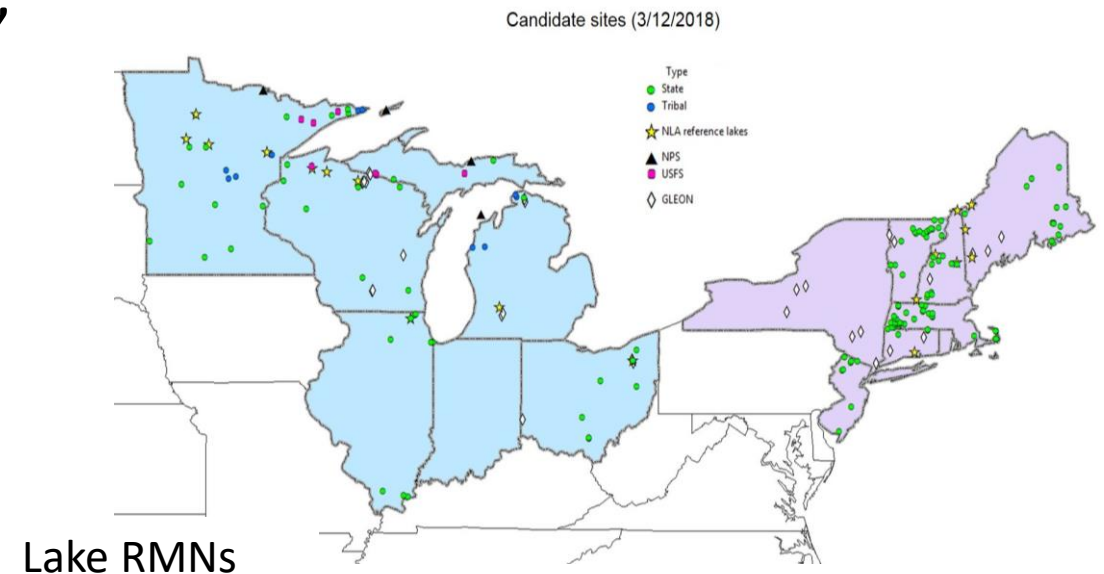 Candidate sites (3/12/2018)
Type
State
Tribal
NLA reference lakes
NPS
USFS
GLEON
Lake RMNs